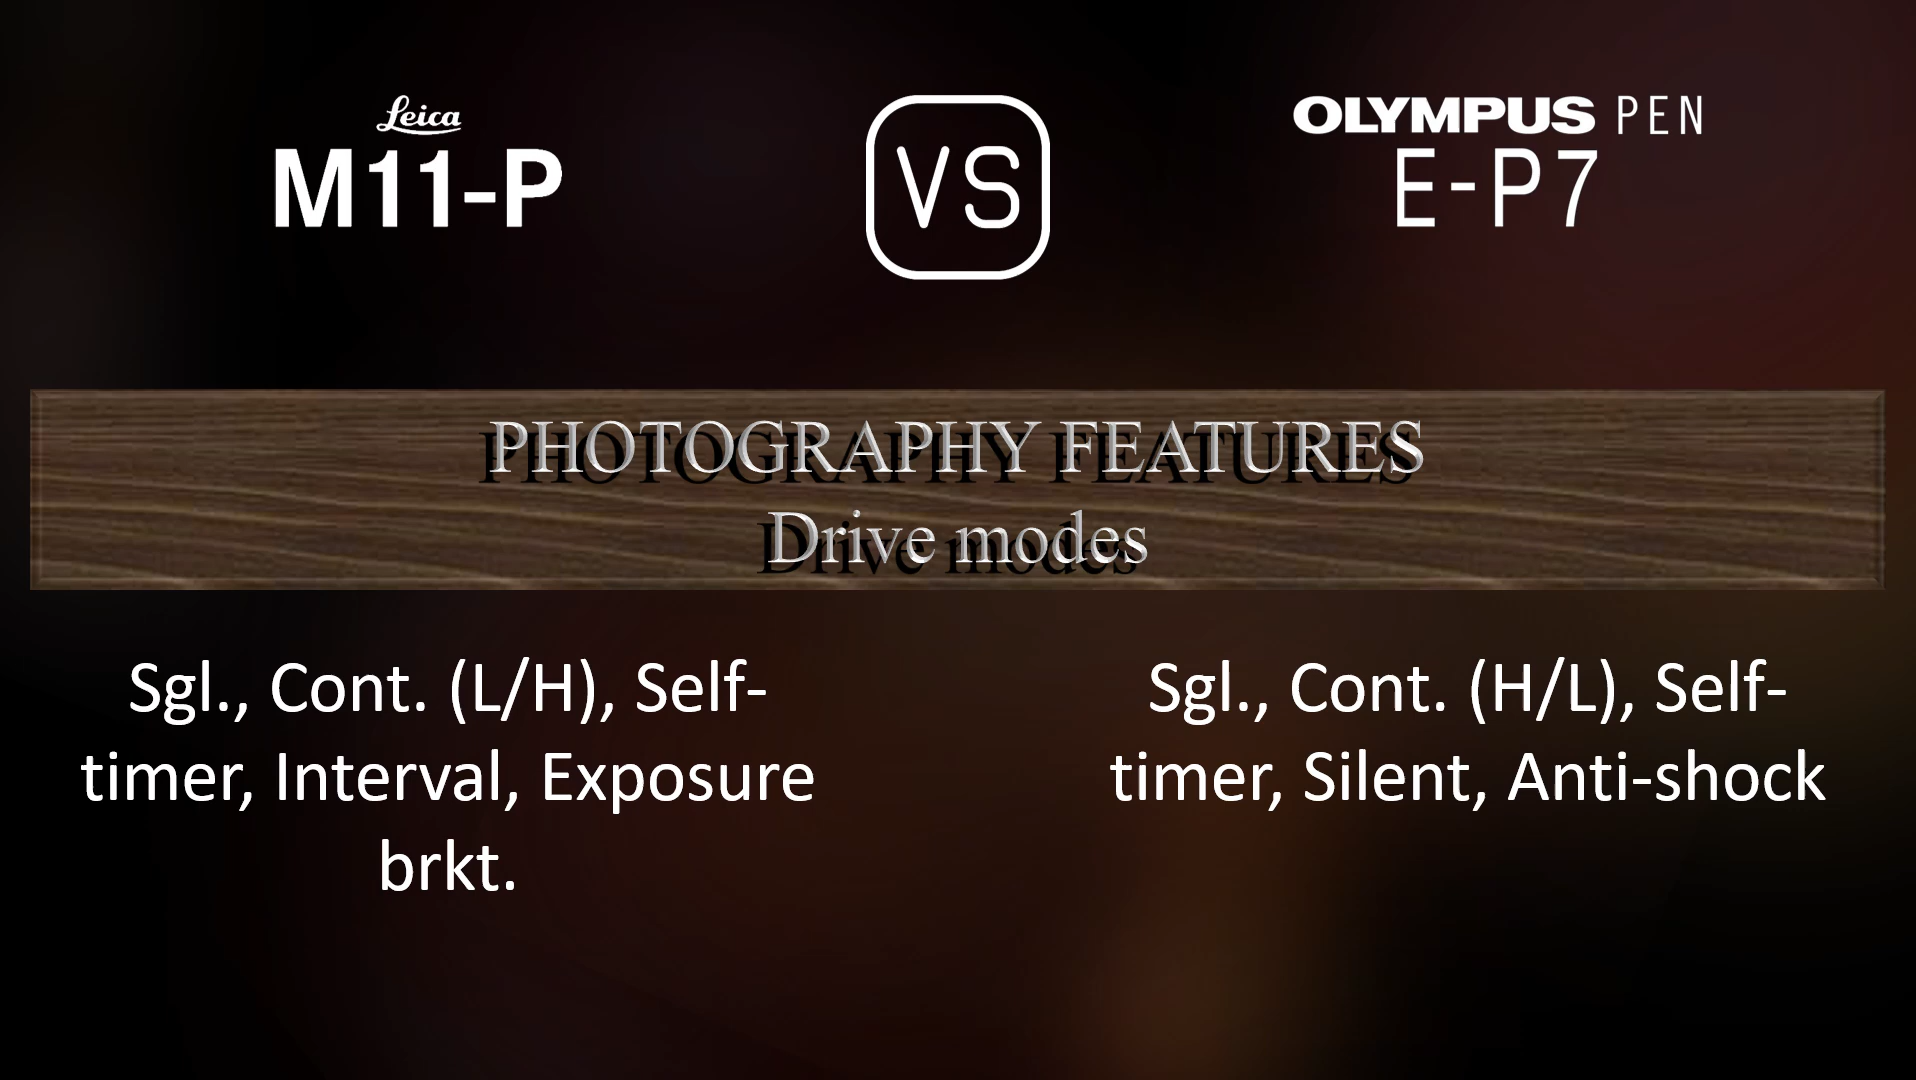 Leica
M11-P
VS
OLYMPUS PEN
E-P7
PHOTOGRAPHY FEATURES
Drive modes
Sgl., Cont. (L/H), Self-
timer, Interval, Exposure
brkt.
Sgl., Cont. (H/L), Self-
timer, Silent, Anti-shock